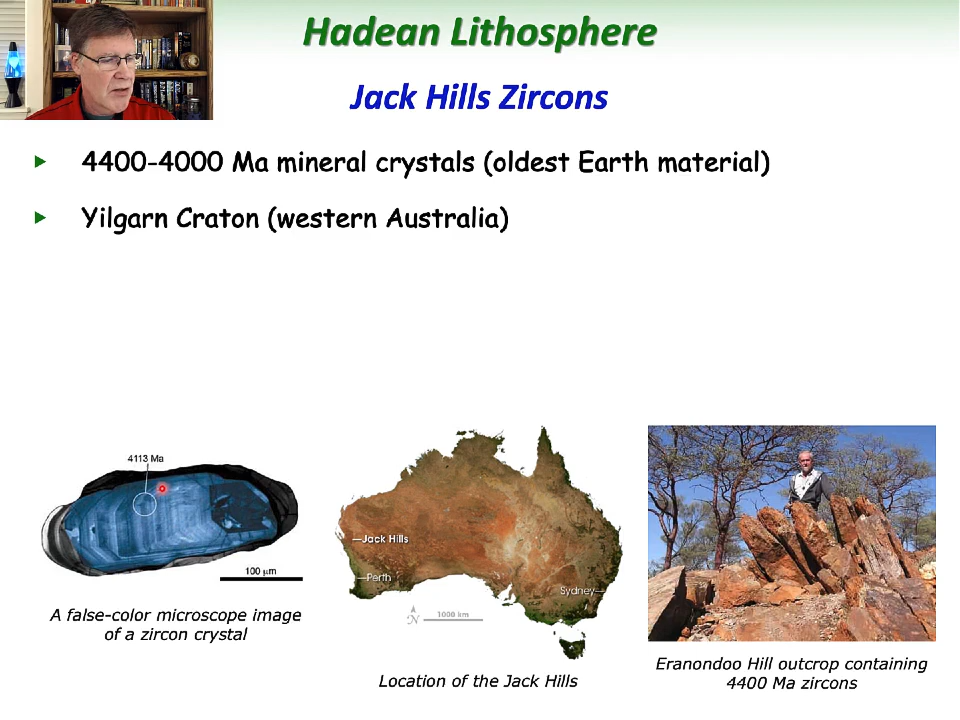 Hadean Lithosphere
Jack Hills Zircons
4400-4000 Ma mineral crystals (oldest Earth material)
Yilgarn Craton (western Australia)
4113 Ma
100 µm
A false-color microscope image
of a zircon crystal
Jack Hills
Perth
Sydney
N
1000 km
Location of the Jack Hills
Eranondoo Hill outcrop containing
4400 Ma zircons